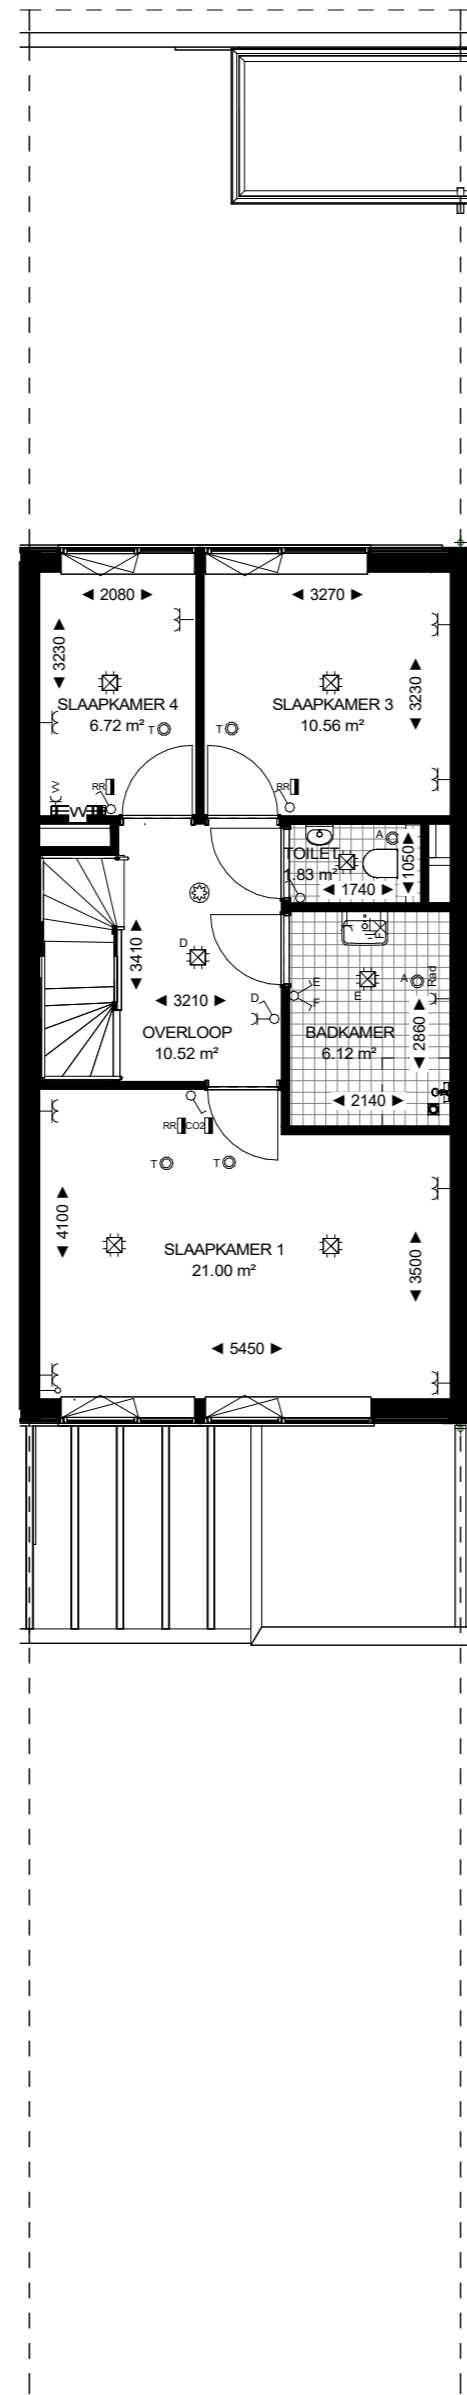 2080
3270
3230
3230
SLAAPKAMER 4
6.72 m²
SLAAPKAMER 3
10.56 m²
T
T
VV
VV
RR
RR
TOILET
1.83 m²
A
1050
1740
3410
D
3210
D
OVERLOOP
10.52 m²
E
F
F
E
A
Rad
BADKAMER
6.12 m²
2860
2140
RR
CO2
T
T
4100
SLAAPKAMER 1
21.00 m²
3500
5450